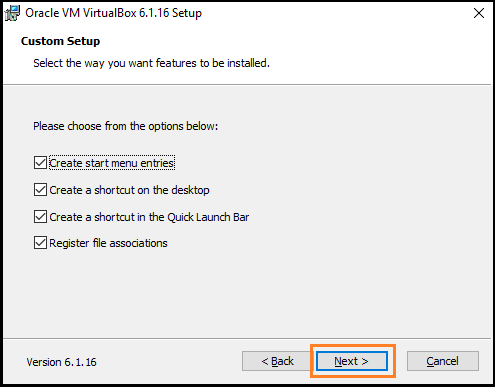 Oracle VM VirtualBox 6.1.16 Setup
Custom Setup
Select the way you want features to be installed.
Please choose from the options below:
Create start menu entries
Create a shortcut on the desktop
Create a shortcut in the Quick Launch Bar
Register file associations
Version 6.1.16 < Back Next > Cancel